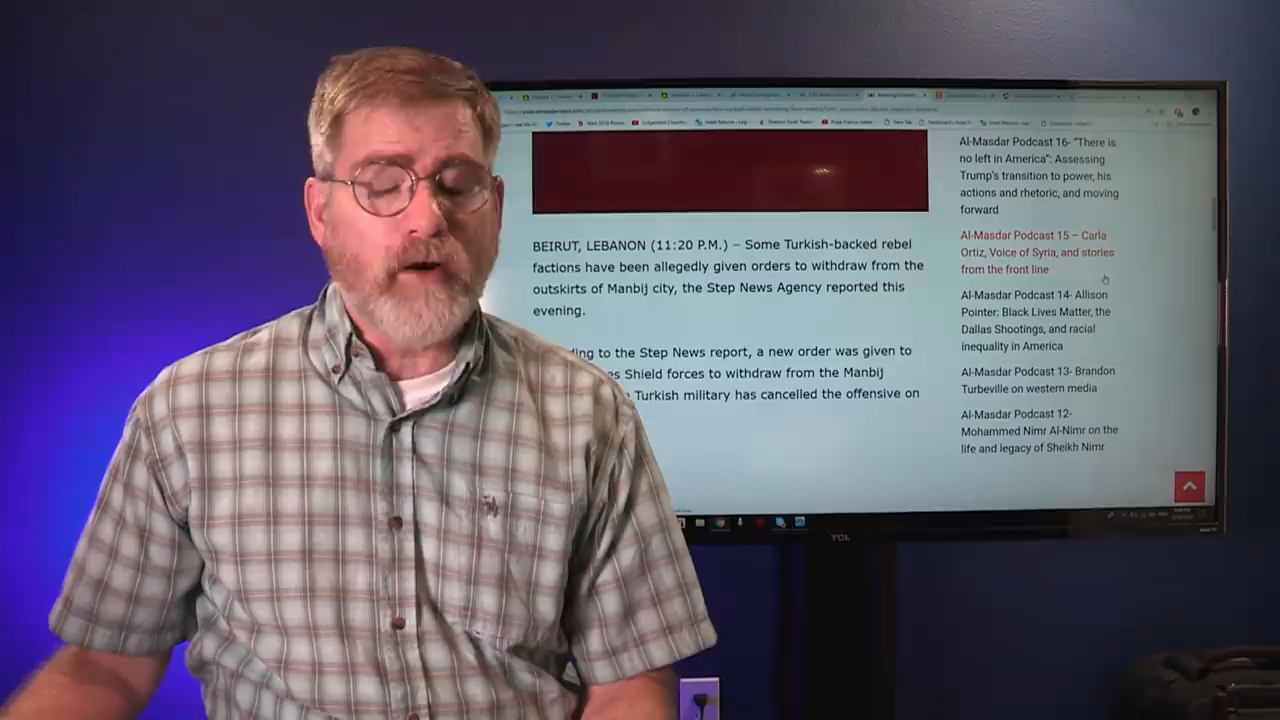 Twitter
New Tab
BEIRUT, LEBANON (11:20 P.M.) – Some Turkish-backed rebel
factions have been allegedly given orders to withdraw from the
outskirts of Manbij city, the Step News Agency reported this
evening.
ing to the Step News report, a new order was given to
es Shield forces to withdraw from the Manbij
Turkish military has cancelled the offensive on
Al-Masdar Podcast 16- "There is
no left in America": Assessing
Trump's transition to power, his
actions and rhetoric, and moving
forward
Al-Masdar Podcast 15 – Carla
Ortiz, Voice of Syria, and stories
from the front line
Al-Masdar Podcast 14- Allison
Pointer: Black Lives Matter, the
Dallas Shootings, and racial
inequality in America
Al-Masdar Podcast 13- Brandon
Turbeville on western media
Al-Masdar Podcast 12-
Mohammed Nimr Al-Nimr on the
life and legacy of Sheikh Nimr
TCL